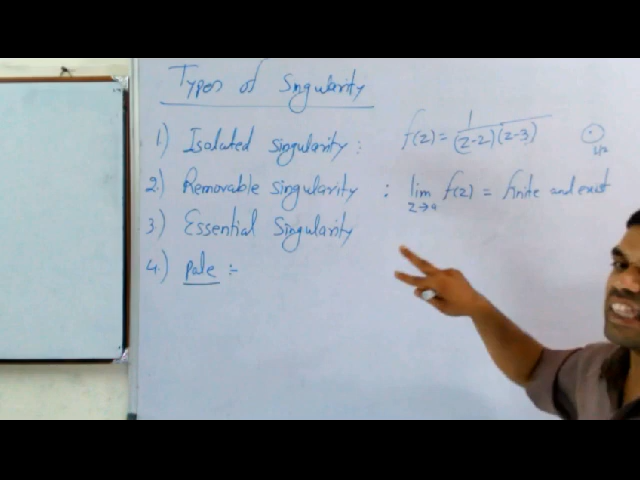 Types of Singularity
1) Isolated singularity : f(z) = 1/(z-2)(z-3)
2) Removable singularity : lim z→a f(z) = finite and exist
3) Essential Singularity
4.) pole :-